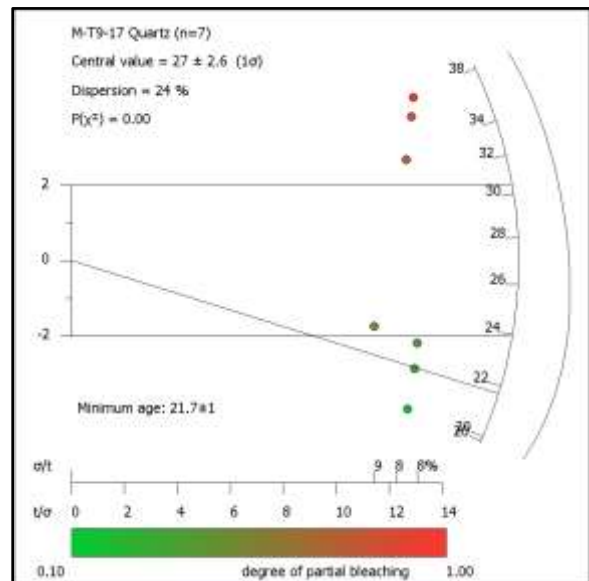 M-T9-17 Quartz (n=7)
Central value = 27 ± 2.6 (1σ)
Dispersion = 24 %
P(χ²) = 0.00
38
34
32
2
30
28
0
26
24
-2
22
Minimum age: 21.7±1
20
σ/t
9 8 8%
t/σ
0 2 4 6 8 10 12 14
0.10 degree of partial bleaching 1.00